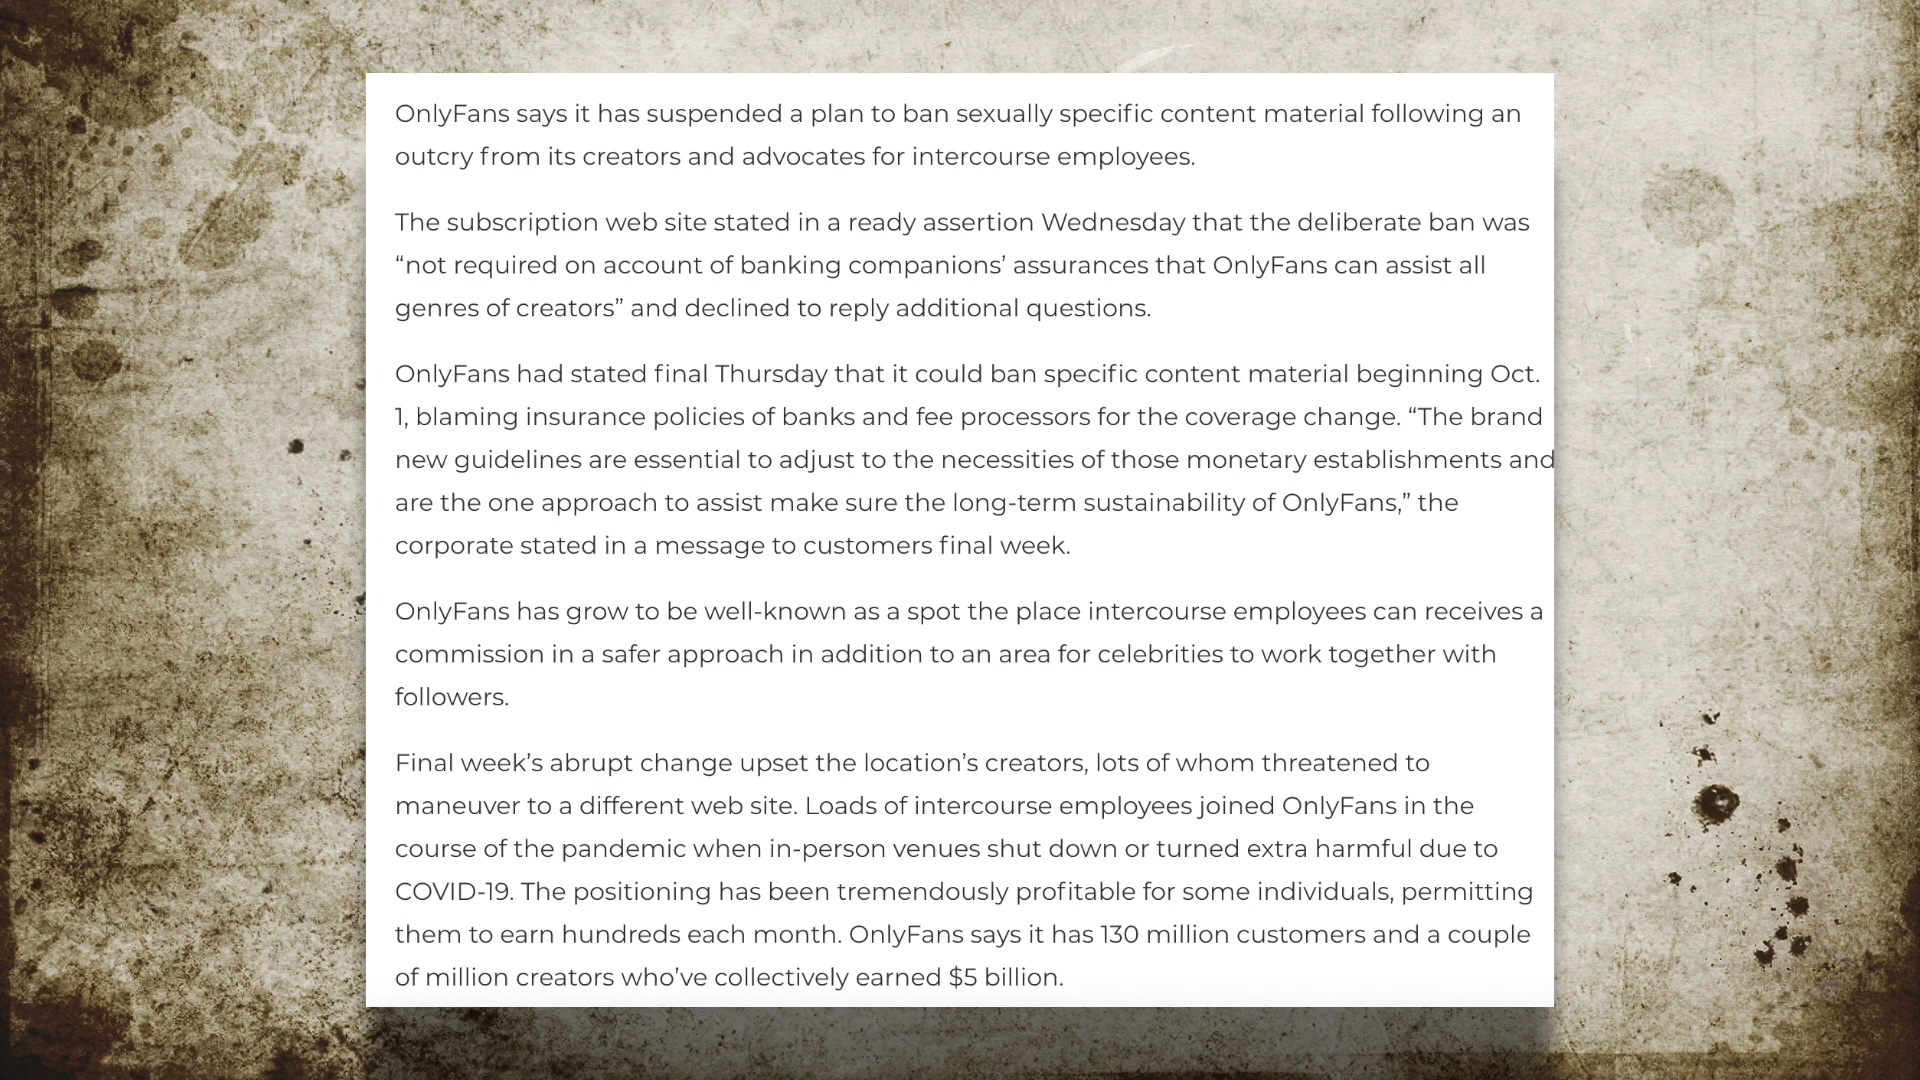 OnlyFans says it has suspended a plan to ban sexually specific content material following an
outcry from its creators and advocates for intercourse employees.
The subscription web site stated in a ready assertion Wednesday that the deliberate ban was
“not required on account of banking companions’ assurances that OnlyFans can assist all
genres of creators” and declined to reply additional questions.
OnlyFans had stated final Thursday that it could ban specific content material beginning Oct.
1, blaming insurance policies of banks and fee processors for the coverage change. “The brand
new guidelines are essential to adjust to the necessities of those monetary establishments and
are the one approach to assist make sure the long-term sustainability of OnlyFans,” the
corporate stated in a message to customers final week.
OnlyFans has grow to be well-known as a spot the place intercourse employees can receives a
commission in a safer approach in addition to an area for celebrities to work together with
followers.
Final week’s abrupt change upset the location’s creators, lots of whom threatened to
maneuver to a different web site. Loads of intercourse employees joined OnlyFans in the
course of the pandemic when in-person venues shut down or turned extra harmful due to
COVID-19. The positioning has been tremendously profitable for some individuals, permitting
them to earn hundreds each month. OnlyFans says it has 130 million customers and a couple
of million creators who’ve collectively earned $5 billion.